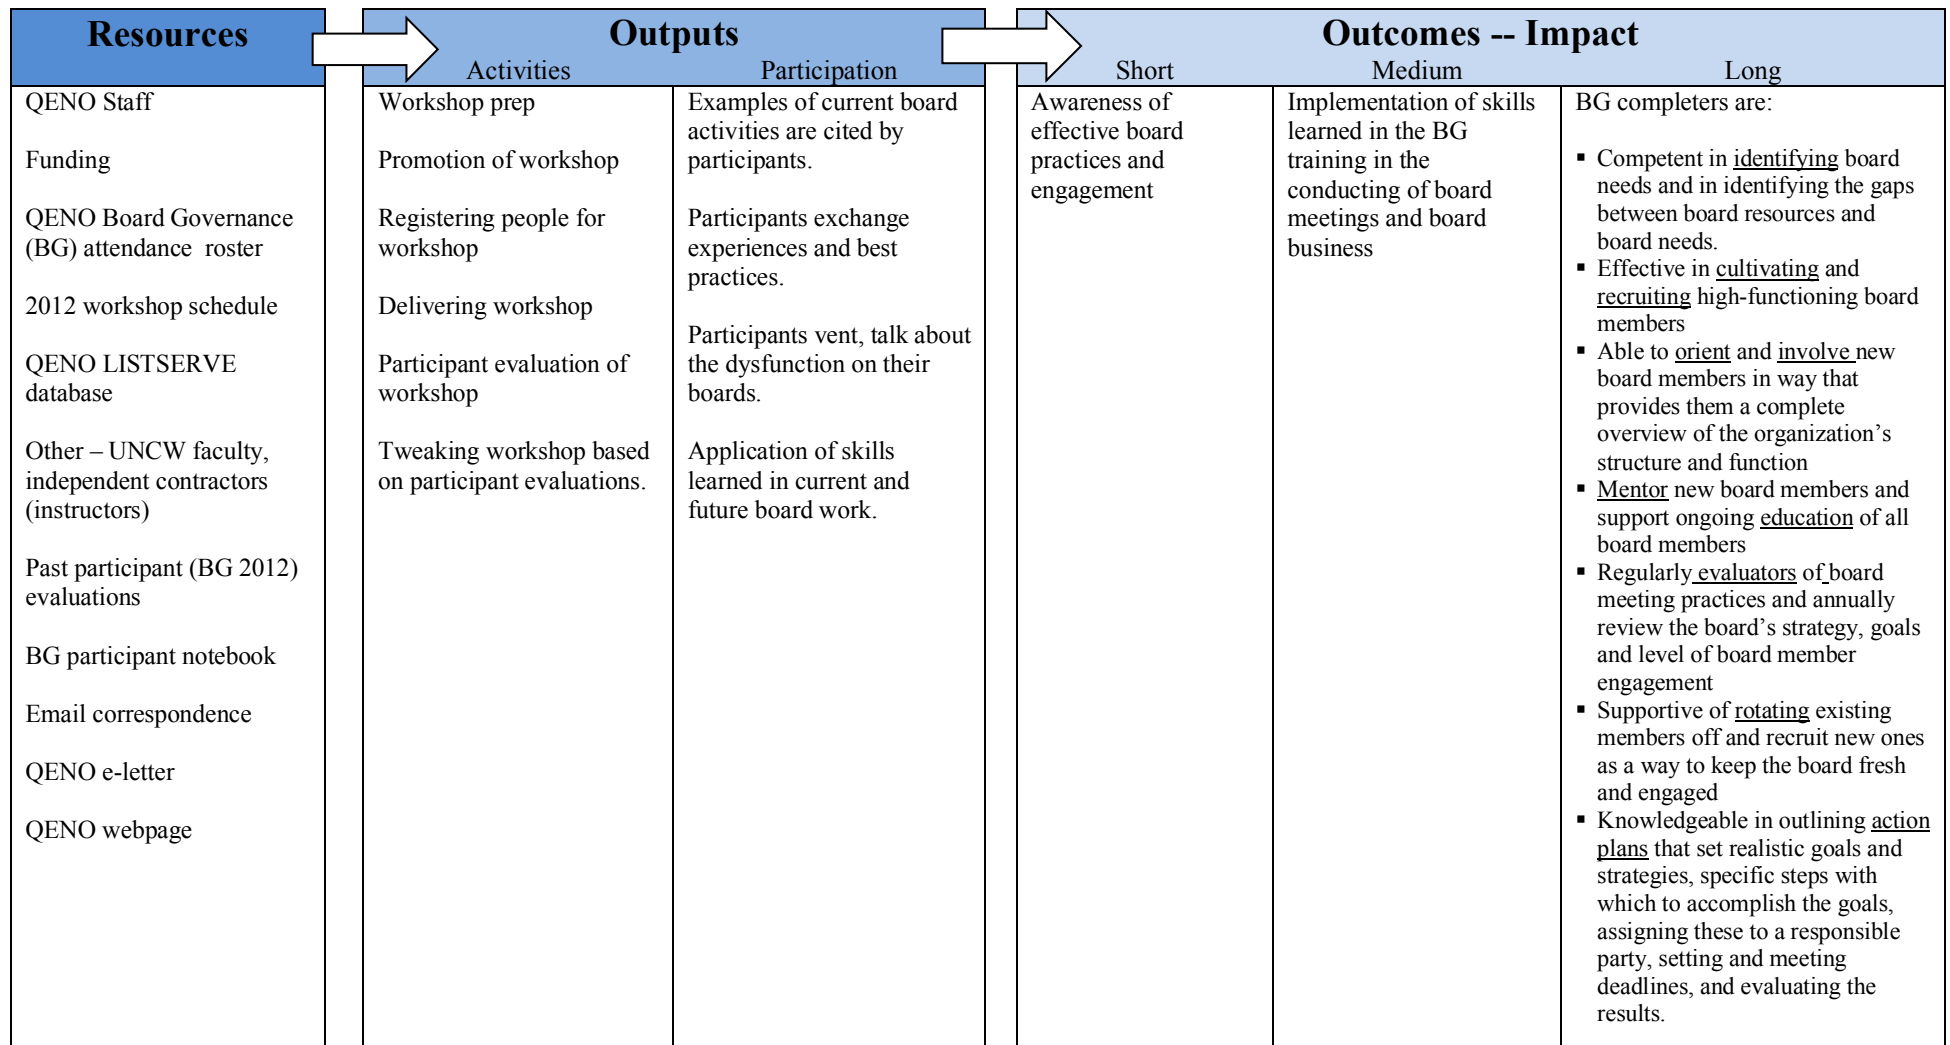 Resources
QENO Staff
Funding
QENO Board Governance
(BG) attendance  roster
2012 workshop schedule
QENO LISTSERVE
database
Other – UNCW faculty,
independent contractors
(instructors)
Past participant (BG 2012)
evaluations
BG participant notebook
Email correspondence
QENO e-letter
QENO webpage
Outputs
Activities
Workshop prep
Promotion of workshop
Registering people for
workshop
Delivering workshop
Participant evaluation of
workshop
Tweaking workshop based
on participant evaluations.
Participation
Examples of current board
activities are cited by
participants.
Participants exchange
experiences and best
practices.
Participants vent, talk about
the dysfunction on their
boards.
Application of skills
learned in current and
future board work.
Outcomes -- Impact
Short
Awareness of
effective board
practices and
engagement
Medium
Implementation of skills
learned in the BG
training in the
conducting of board
meetings and board
business
Long
BG completers are:
▪ Competent in identifying board
needs and in identifying the gaps
between board resources and
board needs.
▪ Effective in cultivating and
recruiting high-functioning board
members
▪ Able to orient and involve new
board members in way that
provides them a complete
overview of the organization’s
structure and function
▪ Mentor new board members and
support ongoing education of all
board members
▪ Regularly evaluators of board
meeting practices and annually
review the board’s strategy, goals
and level of board member
engagement
▪ Supportive of rotating existing
members off and recruit new ones
as a way to keep the board fresh
and engaged
▪ Knowledgeable in outlining action
plans that set realistic goals and
strategies, specific steps with
which to accomplish the goals,
assigning these to a responsible
party, setting and meeting
deadlines, and evaluating the
results.